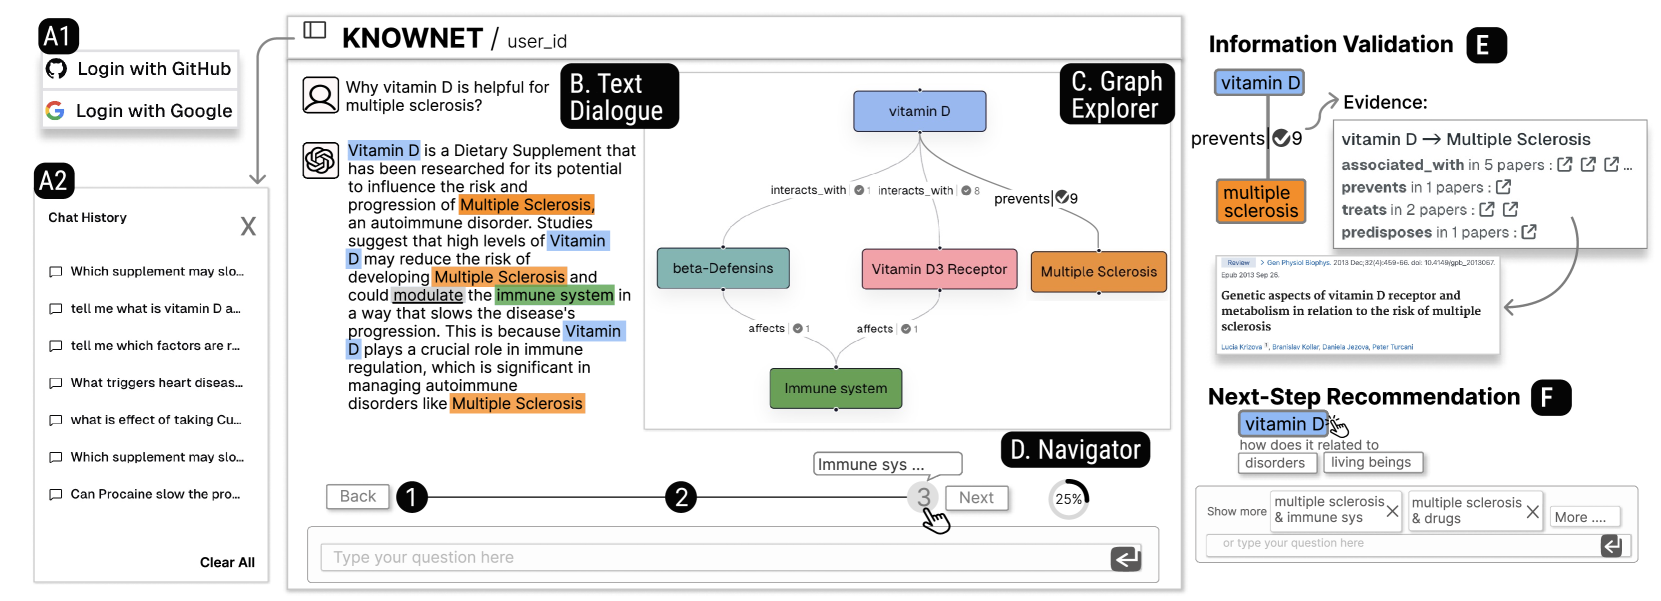 A1
Login with GitHub
Login with Google
A2
Chat History
X
Which supplement may slo...
tell me what is vitamin D a...
tell me which factors are r...
What triggers heart diseas...
what is effect of taking Cu...
Which supplement may slo...
Can Procaine slow the pro...
Clear All
KNOWNET / user_id
Why vitamin D is helpful for
multiple sclerosis?
B. Text
Dialogue
Vitamin D is a Dietary Supplement that
has been researched for its potential
to influence the risk and
progression of Multiple Sclerosis,
an autoimmune disorder. Studies
suggest that high levels of Vitamin
D may reduce the risk of
developing Multiple Sclerosis and
could modulate the immune system in
a way that slows the disease's
progression. This is because Vitamin
D plays a crucial role in immune
regulation, which is significant in
managing autoimmune
disorders like Multiple Sclerosis
C. Graph
Explorer
vitamin D
interacts_with | 1
interacts_with | 8
prevents| 9
beta-Defensins
Vitamin D3 Receptor
Multiple Sclerosis
affects | 1
affects | 1
Immune system
D. Navigator
Immune sys ...
Back
1
2
3
Next
25%
Type your question here
Information Validation
E
vitamin D
prevents| 9
multiple
sclerosis
Evidence:
vitamin D → Multiple Sclerosis
associated_with in 5 papers : ...
prevents in 1 papers :
treats in 2 papers :
predisposes in 1 papers :
Review > Gen Physiol Biophys. 2013 Dec;32(4):459-66. doi: 10.4149/gpb_2013057.
Epub 2013 Sep 26.
Genetic aspects of vitamin D receptor and
metabolism in relation to the risk of multiple
sclerosis
Lucia Krizova 1, Branislav Kollar, Daniela Jezova, Peter Turcani
Next-Step Recommendation
F
vitamin D
how does it related to
disorders
living beings
Show more
multiple sclerosis
& immune sys
multiple sclerosis
& drugs
More ....
or type your question here